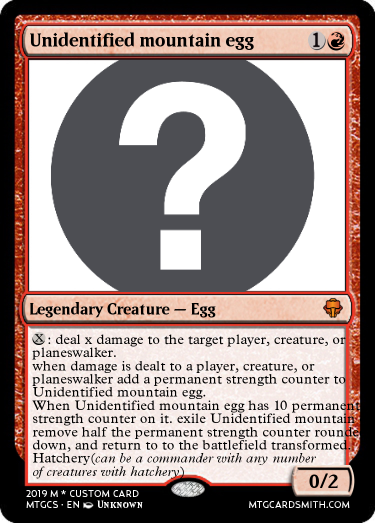 Unidentified mountain egg 1
?
Legendary Creature — Egg
X: deal x damage to the target player, creature, or
planeswalker.
when damage is dealt to a player, creature, or
planeswalker add a permanent strength counter to
Unidentified mountain egg.
When Unidentified mountain egg has 10 permanent
strength counter on it. exile Unidentified mountain
remove half the permanent strength counter rounde
down, and return to to the battlefield transformed.
Hatchery(can be a commander with any number
of creatures with hatchery)
0/2
2019 M * CUSTOM CARD
MTGCS • EN Unknown
MTGCARDSMITH.COM